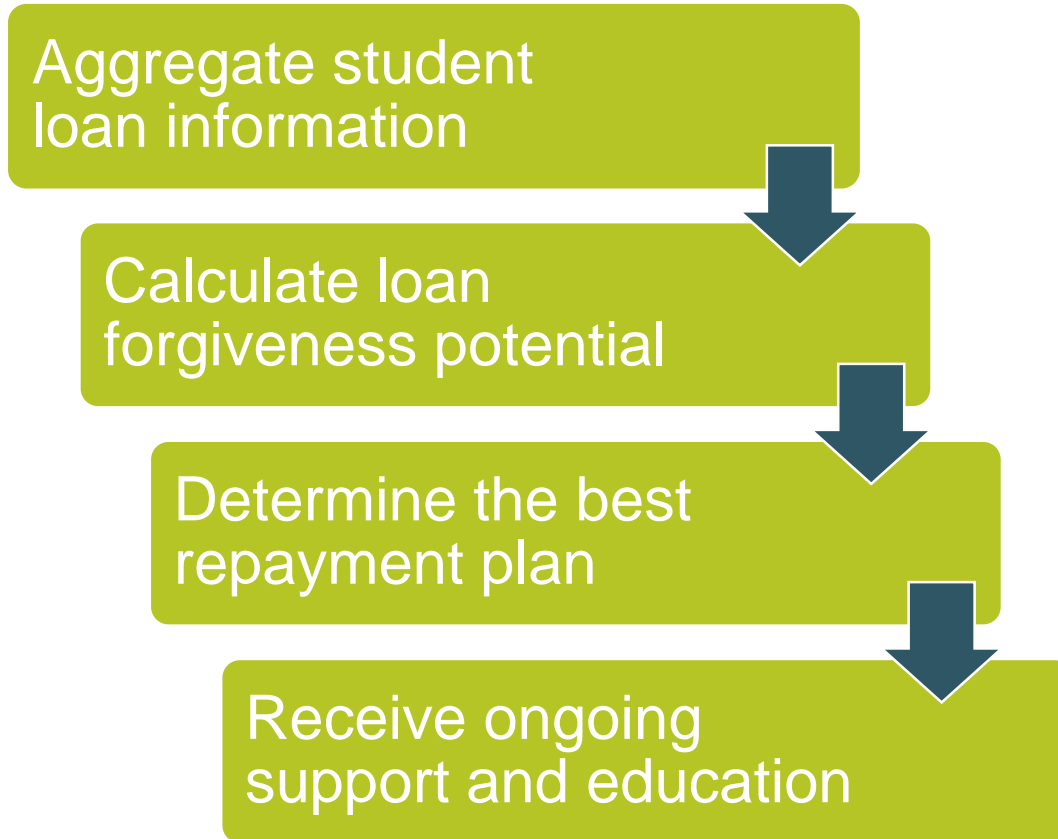 Aggregate student
loan information
Calculate loan
forgiveness potential
Determine the best
repayment plan
Receive ongoing
support and education